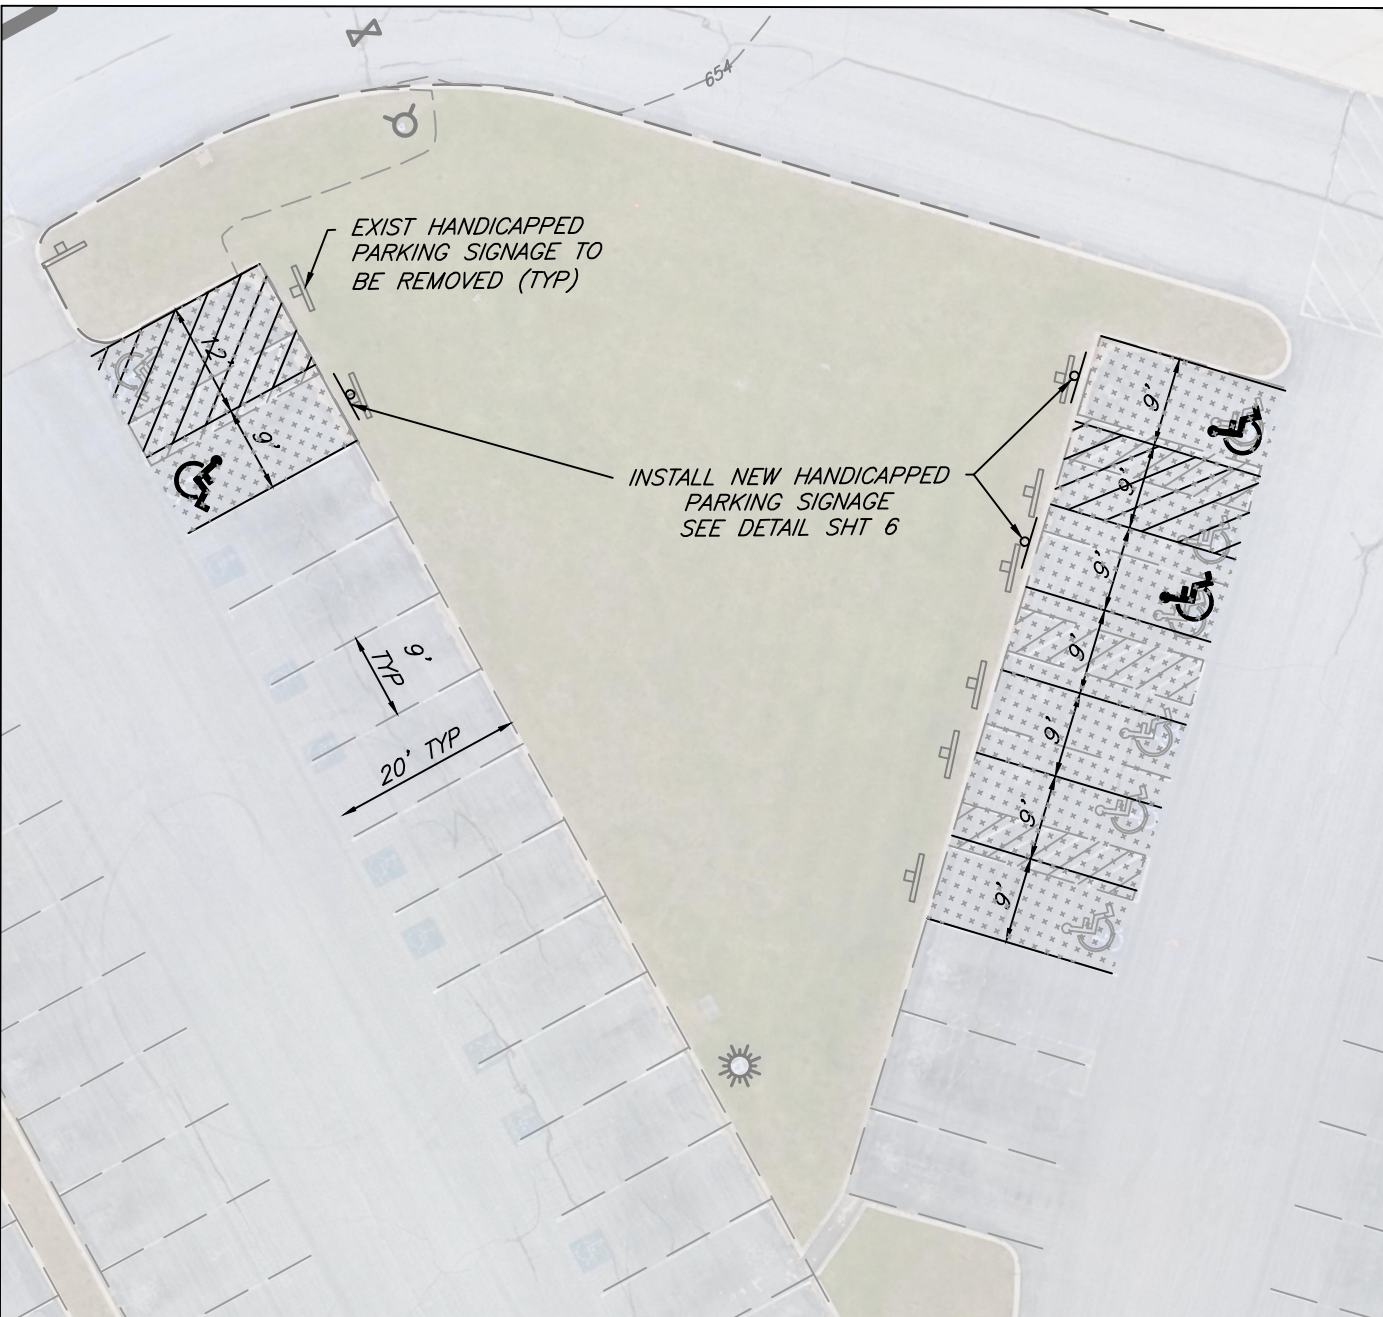 654
EXIST HANDICAPPED
PARKING SIGNAGE TO
BE REMOVED (TYP)
12'
9'
INSTALL NEW HANDICAPPED
PARKING SIGNAGE
SEE DETAIL SHT 6
9'
9'
9'
9'
9'
9'
9'
9'
TYP
20' TYP